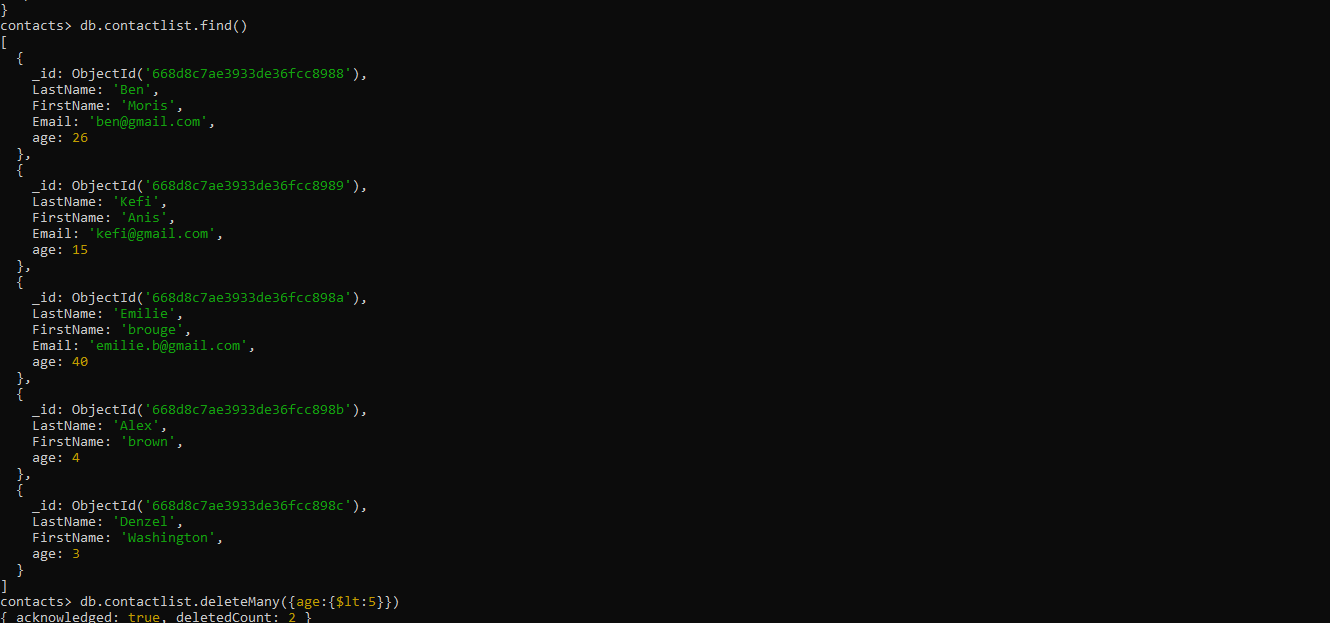 }
contacts> db.contactlist.find()
[
  {
    _id: ObjectId('668d8c7ae3933de36fcc8988'),
    LastName: 'Ben',
    FirstName: 'Moris',
    Email: 'ben@gmail.com',
    age: 26
  },
  {
    _id: ObjectId('668d8c7ae3933de36fcc8989'),
    LastName: 'Kefi',
    FirstName: 'Anis',
    Email: 'kefi@gmail.com',
    age: 15
  },
  {
    _id: ObjectId('668d8c7ae3933de36fcc898a'),
    LastName: 'Emilie',
    FirstName: 'brouge',
    Email: 'emilie.b@gmail.com',
    age: 40
  },
  {
    _id: ObjectId('668d8c7ae3933de36fcc898b'),
    LastName: 'Alex',
    FirstName: 'brown',
    age: 4
  },
  {
    _id: ObjectId('668d8c7ae3933de36fcc898c'),
    LastName: 'Denzel',
    FirstName: 'Washington',
    age: 3
  }
]
contacts> db.contactlist.deleteMany({age:{$lt:5}})
{ acknowledged: true, deletedCount: 2 }